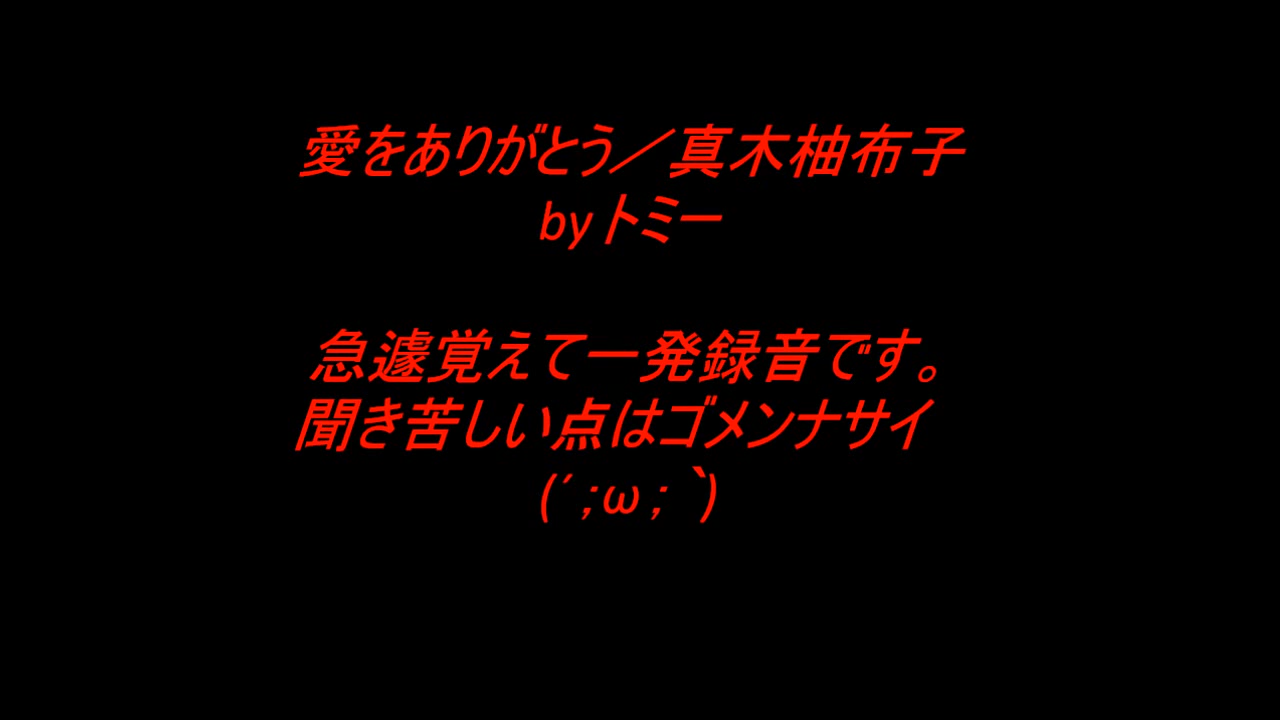 愛をありがとう／真木柚布子
by トミー
急遽覚えて一発録音です。
聞き苦しい点はゴメンナサイ
(´;ω;｀)